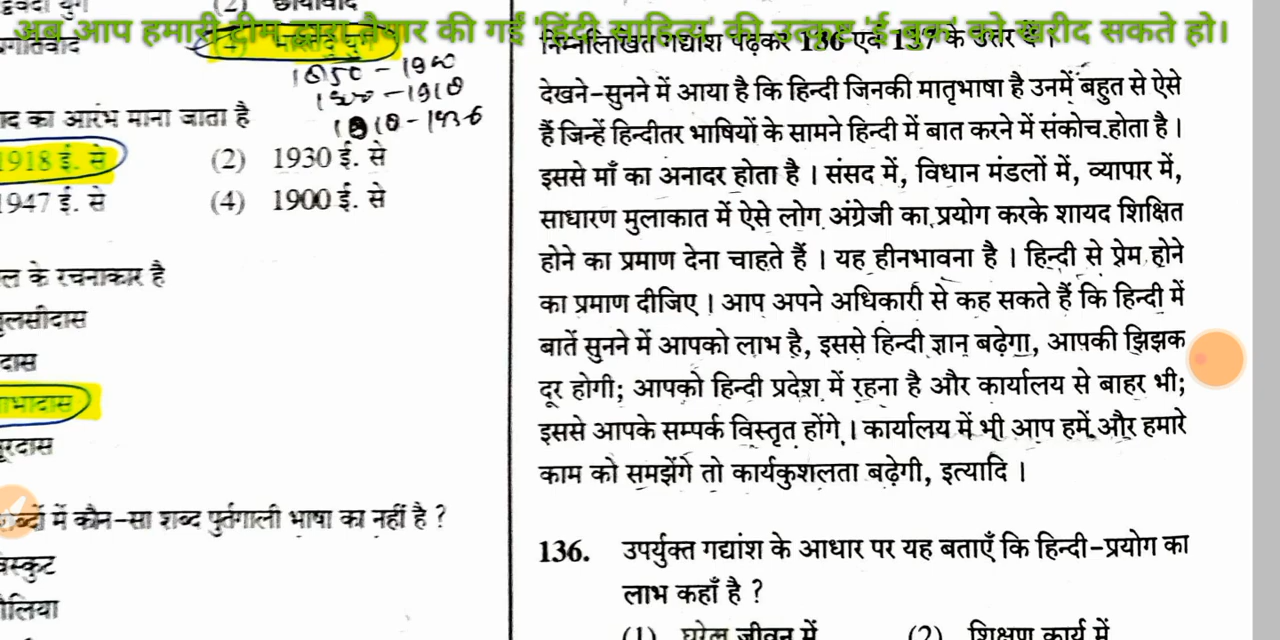 अब आप हमारी टीम द्वारा तैयार की गई 'हिंदी साहित्य' की उत्कृष्ट 'ई-बुक' को खरीद सकते हो।
(2) छायावाद
(4)
1850 - 1900
1900 - 1918
1918 - 1936
का आरंभ माना जाता है
1918 ई. से
(2) 1930 ई. से
1947 ई. से
(4) 1900 ई. से
के रचनाकार है
में कौन-सा शब्द पुर्तगाली भाषा का नहीं है ?
निम्नलिखित गद्यांश पढ़कर 136 एवं 137 के उत्तर दें।
देखने-सुनने में आया है कि हिन्दी जिनकी मातृभाषा है उनमें बहुत से ऐसे
हैं जिन्हें हिन्दीतर भाषियों के सामने हिन्दी में बात करने में संकोच होता है ।
इससे माँ का अनादर होता है । संसद में, विधान मंडलों में, व्यापार में,
साधारण मुलाकात में ऐसे लोग अंग्रेजी का प्रयोग करके शायद शिक्षित
होने का प्रमाण देना चाहते हैं । यह हीनभावना है । हिन्दी से प्रेम होने
का प्रमाण दीजिए । आप अपने अधिकारी से कह सकते हैं कि हिन्दी में
बातें सुनने में आपको लाभ है, इससे हिन्दी ज्ञान बढ़ेगा, आपकी झिझक
दूर होगी; आपको हिन्दी प्रदेश में रहना है और कार्यालय से बाहर भी;
इससे आपके सम्पर्क विस्तृत होंगे । कार्यालय में भी आप हमें और हमारे
काम को समझेंगे तो कार्यकुशलता बढ़ेगी, इत्यादि ।
136. उपर्युक्त गद्यांश के आधार पर यह बताएँ कि हिन्दी-प्रयोग का
लाभ कहाँ है ?
(1) घरेलू जीवन में
(2) शिक्षण कार्य में